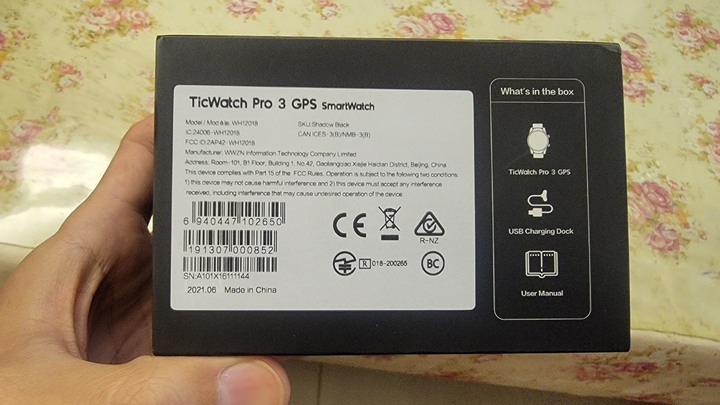 TicWatch Pro 3 GPS SmartWatch
Model / Modèle: WH12018
SKU:Shadow Black
IC:24006-WH12018
CAN ICES-3(B)/NMB-3(B)
FCC ID:2AP42-WH12018
Manufacturer: WWZN Information Technology Company Limited
Address: Room-101, B1 Floor, Building 1, No.42, Gaoliangqiao Xiejie Haidian District, Beijing, China
This device complies with Part 15 of the FCC Rules. Operation is subject to the following two conditions:
1) this device may not cause harmful interference and 2) this device must accept any interference
received, including interference that may cause undesired operation of the device.
6 940447 102650
191307 000852
SN:A101X16111144
2021.06 Made in China
CE
R-NZ
R 018-200265
BC
What's in the box
TicWatch Pro 3 GPS
USB Charging Dock
User Manual